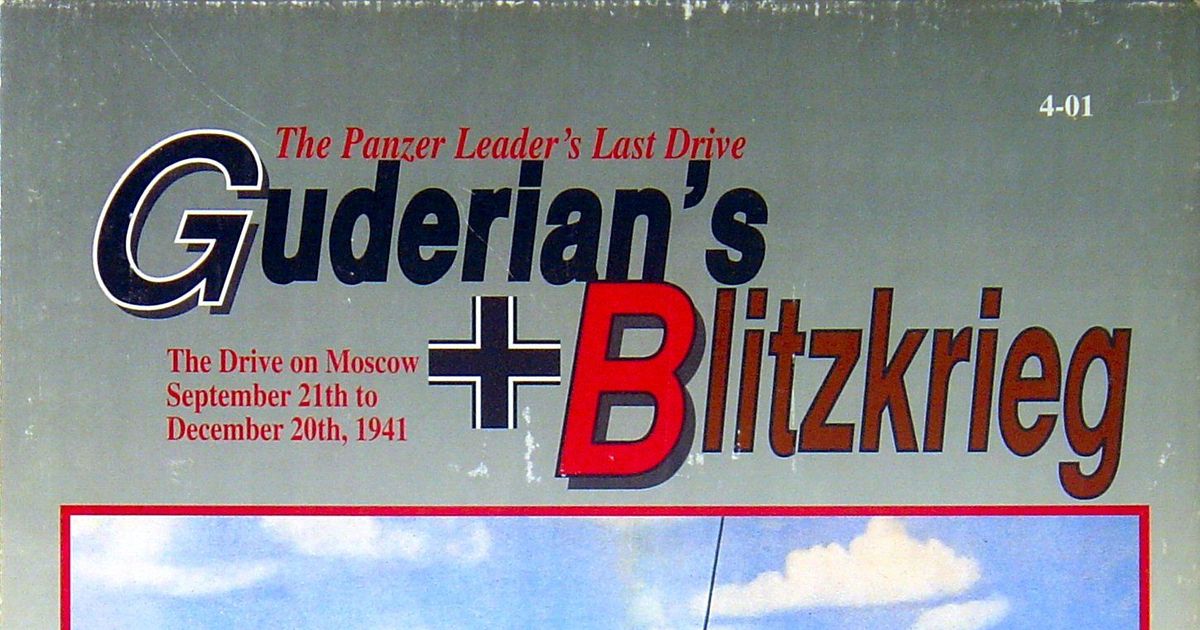 4-01
The Panzer Leader's Last Drive
Guderian's
Blitzkrieg
The Drive on Moscow
September 21th to
December 20th, 1941